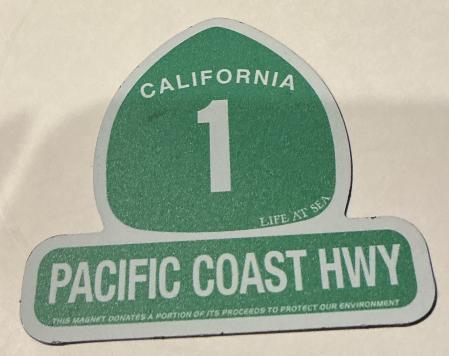 CALIFORNIA
1
LIFE AT SEA
PACIFIC COAST HWY
THIS MAGNET DONATES A PORTION OF ITS PROCEEDS TO PROTECT OUR ENVIRONMENT